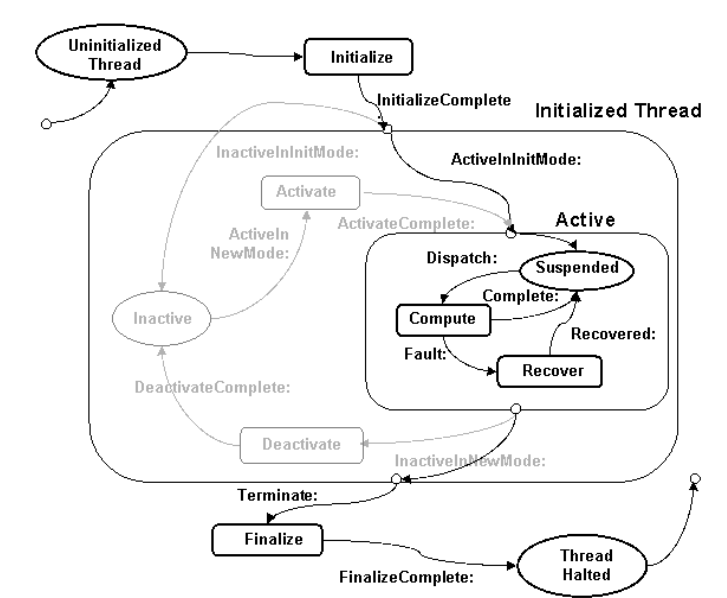 Uninitialized
Thread
Initialize
InitializeComplete
Initialized Thread
InactiveInInitMode:
ActiveInInitMode:
Activate
ActivateComplete:
Active
ActiveIn
NewMode:
Dispatch:
Suspended
Complete:
Inactive
Compute
Recovered:
Fault:
Recover
DeactivateComplete:
Deactivate
InactiveInNewMode:
Terminate:
Finalize
FinalizeComplete:
Thread
Halted